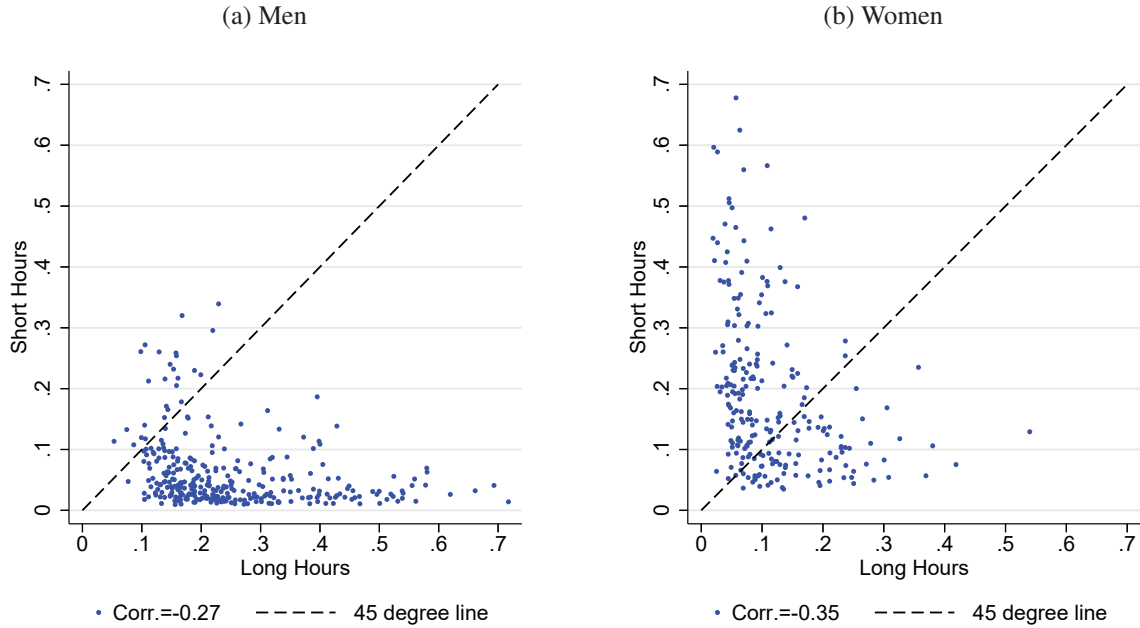 (a) Men
Short Hours
.7
.6
.5
.4
.3
.2
.1
0
0 .1 .2 .3 .4 .5 .6 .7
Long Hours
Corr.=-0.27 45 degree line
(b) Women
Short Hours
.7
.6
.5
.4
.3
.2
.1
0
0 .1 .2 .3 .4 .5 .6 .7
Long Hours
Corr.=-0.35 45 degree line